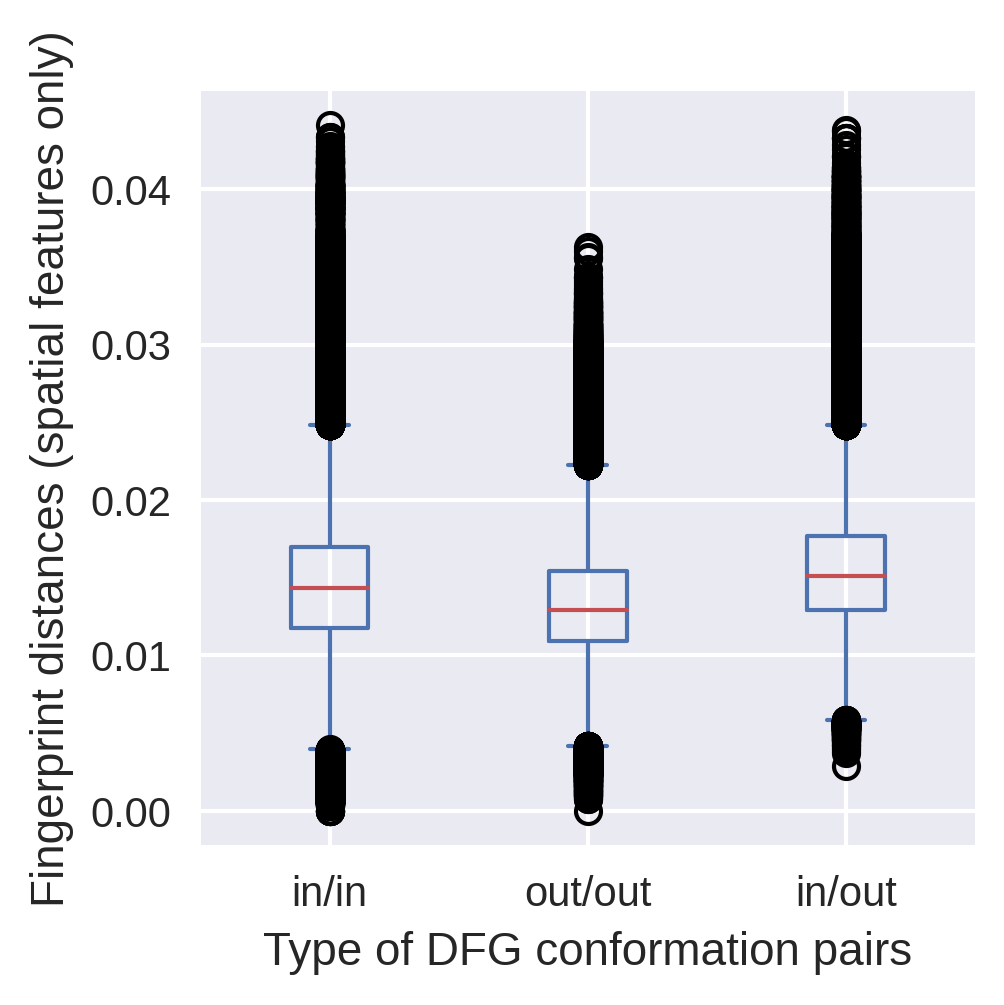 Fingerprint distances (spatial features only)
0.04
0.03
0.02
0.01
0.00
in/in out/out in/out
Type of DFG conformation pairs